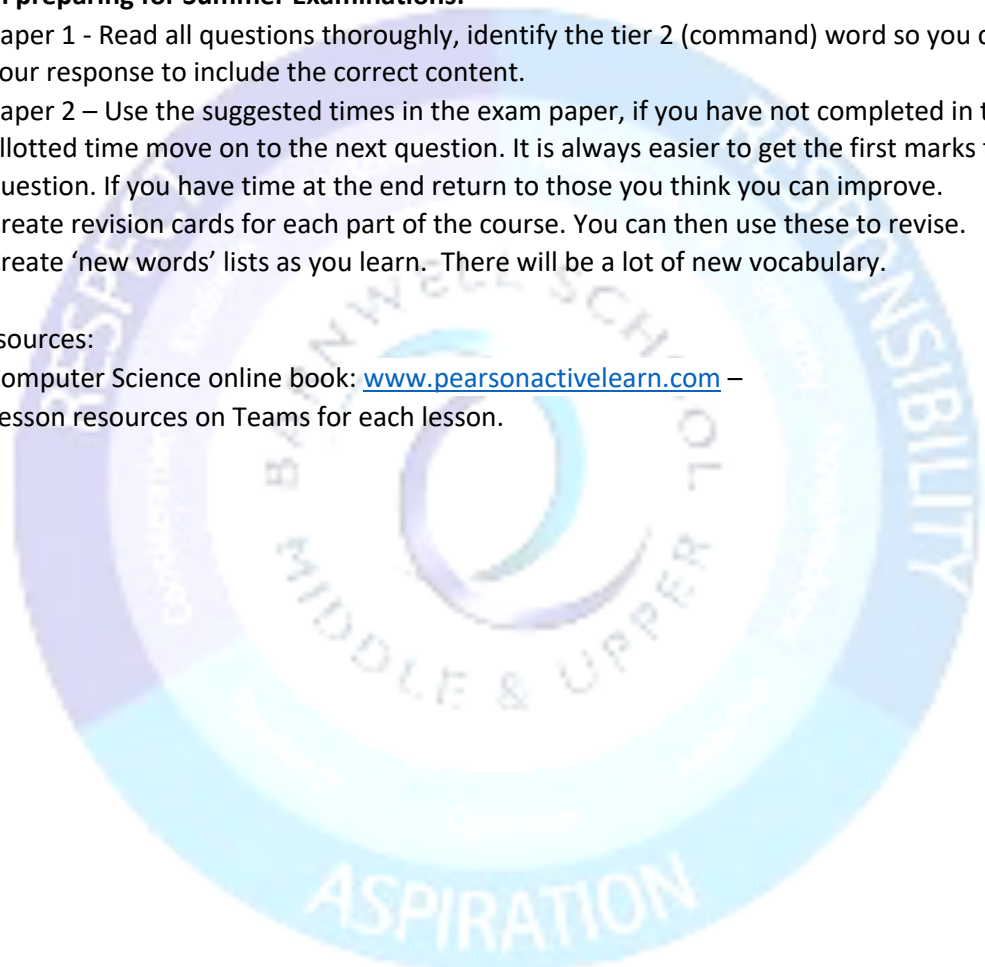 preparing for Summer Examinations:
aper 1 - Read all questions thoroughly, identify the tier 2 (command) word so you
our response to include the correct content.
aper 2 – Use the suggested times in the exam paper, if you have not completed in
llotted time move on to the next question. It is always easier to get the first marks
uestion. If you have time at the end return to those you think you can improve.
reate revision cards for each part of the course. You can then use these to revise.
reate ‘new words’ lists as you learn.  There will be a lot of new vocabulary.
sources:
omputer Science online book: www.pearsonactivelearn.com –
esson resources on Teams for each lesson.
RESPECT
RESPONSIBILITY
ASPIRATION
BARNWELL SCHOOL
MIDDLE & UPPER